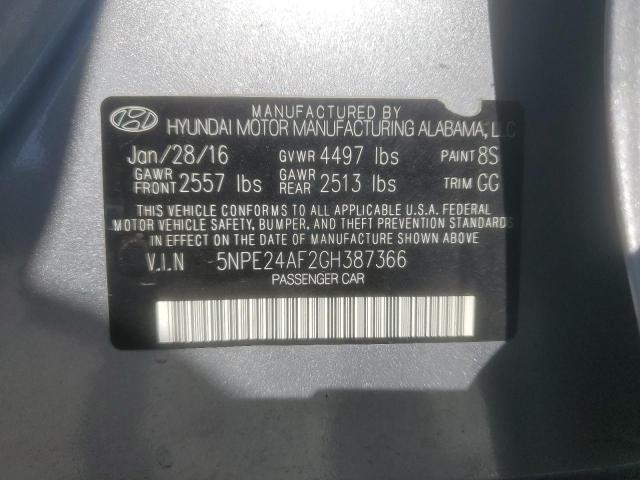 MANUFACTURED BY
HYUNDAI MOTOR MANUFACTURING ALABAMA, LLC
Jan/28/16 GVWR 4497 lbs PAINT 8S
GAWR FRONT 2557 lbs GAWR REAR 2513 lbs TRIM GG
THIS VEHICLE CONFORMS TO ALL APPLICABLE U.S.A. FEDERAL
MOTOR VEHICLE SAFETY, BUMPER, AND THEFT PREVENTION STANDARDS
IN EFFECT ON THE DATE OF MANUFACTURE SHOWN ABOVE.
V.I.N 5NPE24AF2GH387366
PASSENGER CAR